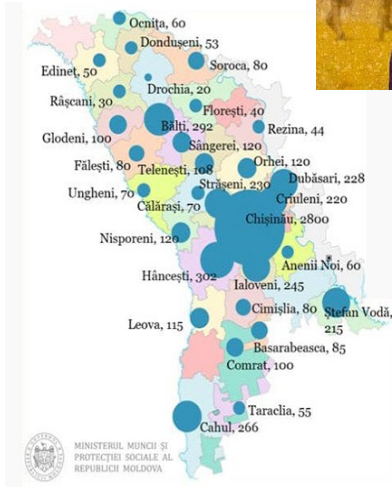 Ocnița, 60
Dondușeni, 53
Edineț, 50
Soroca, 80
Drochia, 20
Râșcani, 30
Florești, 40
Bălti, 292
Glodeni, 100
Rezina, 44
Sângerei, 120
Fălești, 80
Telenești, 108
Orhei, 120
Dubăsari, 228
Ungheni, 70
Strășeni, 230
Criuleni, 220
Călărași, 70
Chișinău, 2800
Nisporeni, 120
Anenii Noi, 60
Hâncești, 302
Ialoveni, 245
Cimișlia, 80
Ștefan Vodă,
215
Leova, 115
Basarabeasca, 85
Comrat, 100
Taraclia, 55
Cahul, 266
MINISTERUL MUNCII ȘI
PROTECȚIEI SOCIALE AL
REPUBLICII MOLDOVA